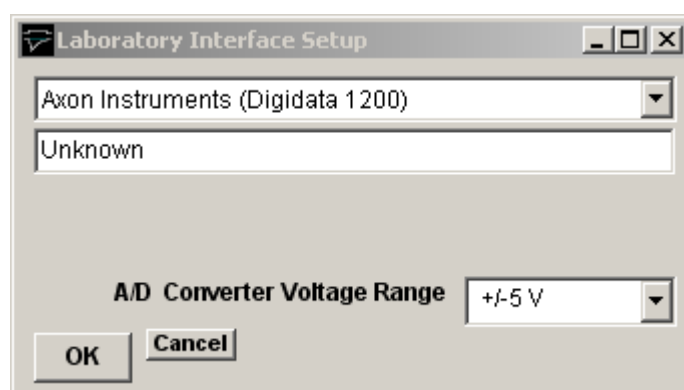 Laboratory Interface Setup
Axon Instruments (Digidata 1200)
Unknown
A/D Converter Voltage Range +/-5 V
OK Cancel